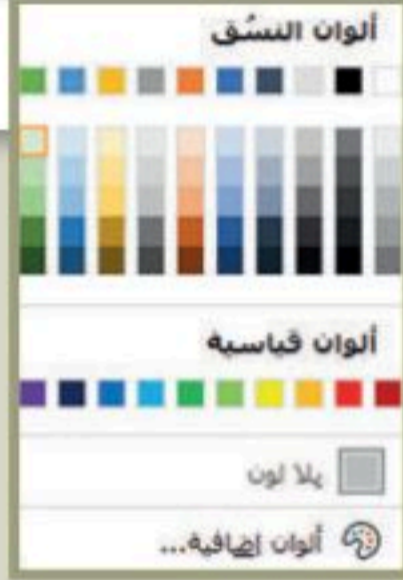 ألوان النسُق
ألوان قياسية
بلا لون
ألوان إضافية...